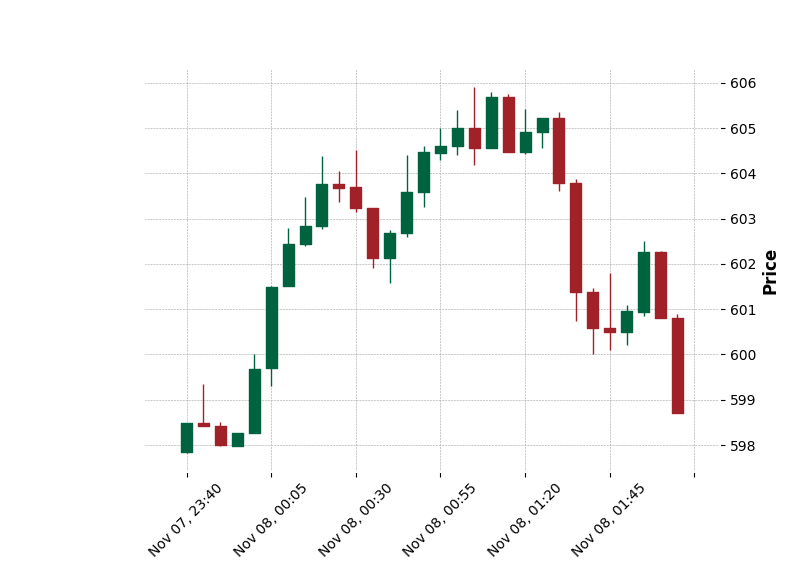 606
605
604
603
602
601
600
599
598
Price
Nov 07, 23:40
Nov 08, 00:05
Nov 08, 00:30
Nov 08, 00:55
Nov 08, 01:20
Nov 08, 01:45